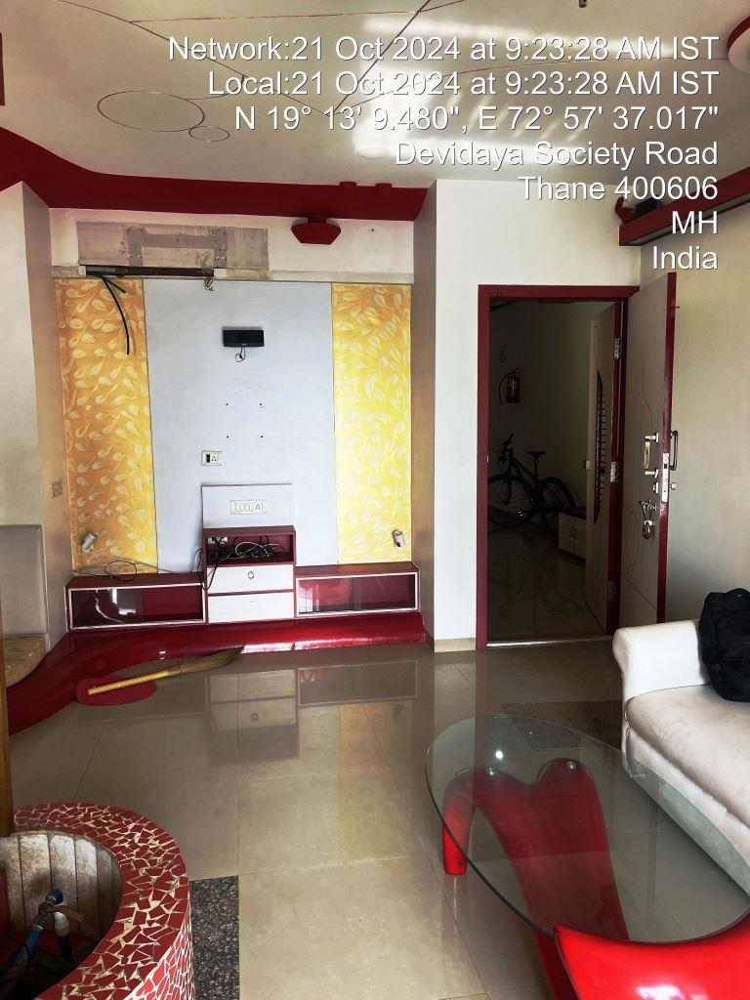 Network:21 Oct 2024 at 9:23:28 AM IST
Local:21 Oct 2024 at 9:23:28 AM IST
N 19° 13' 9.480", E 72° 57' 37.017"
Devidaya Society Road
Thane 400606
MH
India